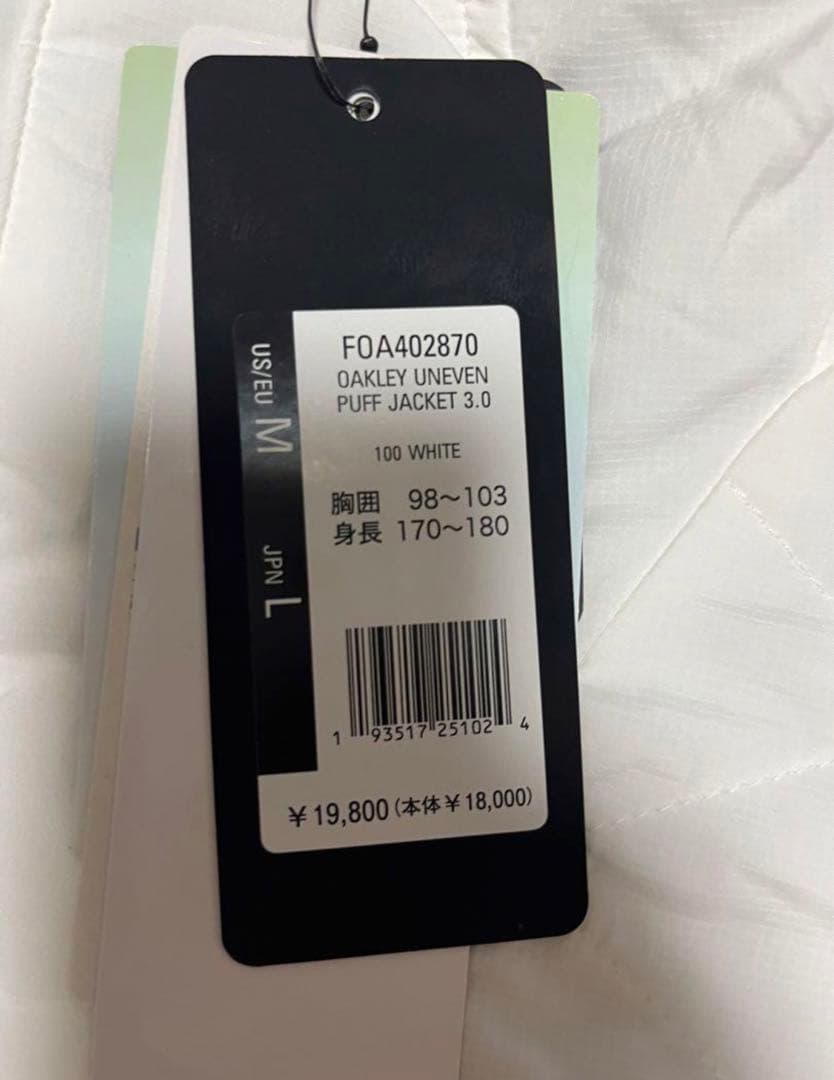 US/EU M
JPN L
FOA402870
OAKLEY UNEVEN
PUFF JACKET 3.0
100 WHITE
胸囲 98～103
身長 170～180
1 93517 25102 4
¥19,800(本体¥18,000)